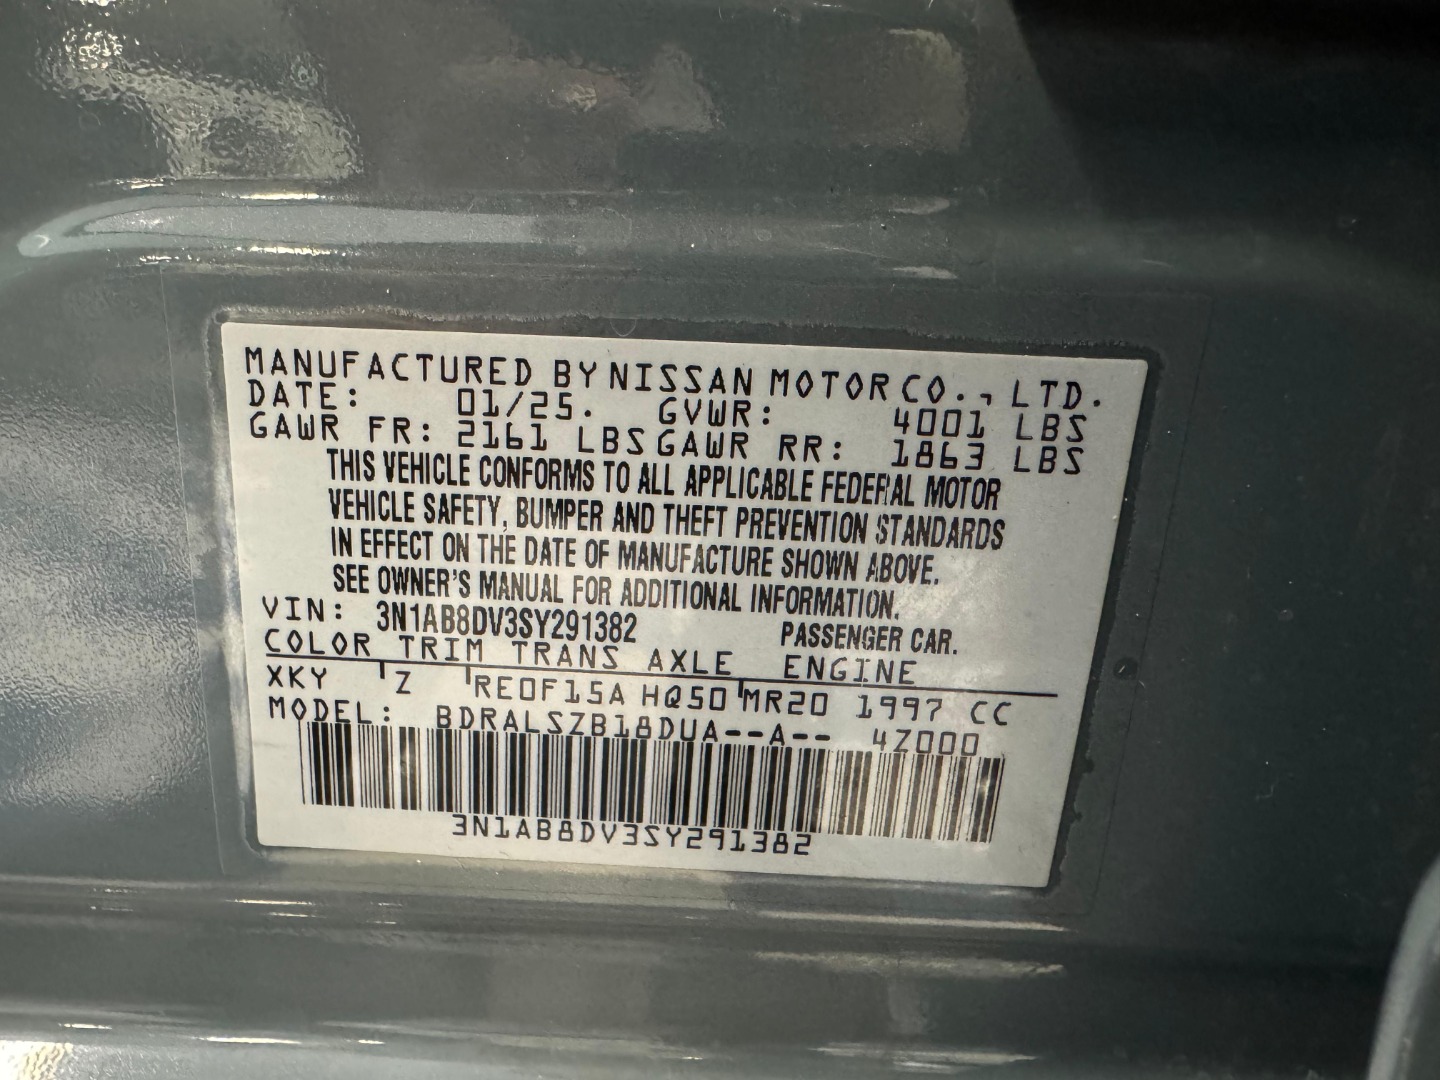 MANUFACTURED BY NISSAN MOTOR CO., LTD.
DATE: 01/25. GVWR: 4001 LBS
GAWR FR: 2161 LBS GAWR RR: 1863 LBS
THIS VEHICLE CONFORMS TO ALL APPLICABLE FEDERAL MOTOR
VEHICLE SAFETY, BUMPER AND THEFT PREVENTION STANDARDS
IN EFFECT ON THE DATE OF MANUFACTURE SHOWN ABOVE.
SEE OWNER'S MANUAL FOR ADDITIONAL INFORMATION.
VIN: 3N1AB8DV3SY291382 PASSENGER CAR.
COLOR TRIM TRANS AXLE ENGINE
XKY Z RE0F15A HQ50 MR20 1997 CC
MODEL: BDRALSZB18DUA--A-- 4Z000
3N1AB8DV3SY291382